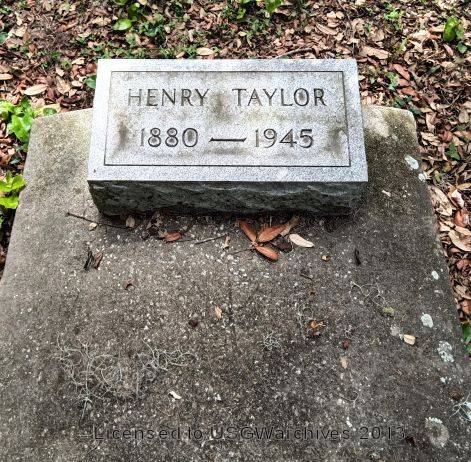 HENRY TAYLOR
1880 — 1945
Licensed to USGWarchives 2013